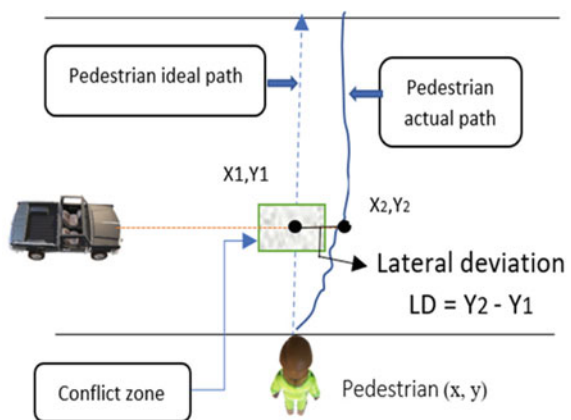 Pedestrian ideal path
Pedestrian
actual path
X1,Y1
X2,Y2
Lateral deviation
LD = Y2 - Y1
Conflict zone
Pedestrian (x, y)